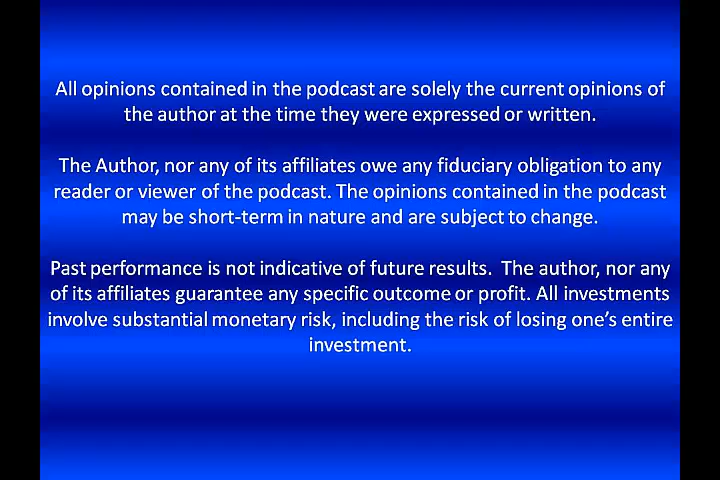 All opinions contained in the podcast are solely the current opinions of
the author at the time they were expressed or written.
The Author, nor any of its affiliates owe any fiduciary obligation to any
reader or viewer of the podcast. The opinions contained in the podcast
may be short-term in nature and are subject to change.
Past performance is not indicative of future results.  The author, nor any
of its affiliates guarantee any specific outcome or profit. All investments
involve substantial monetary risk, including the risk of losing one’s entire
investment.